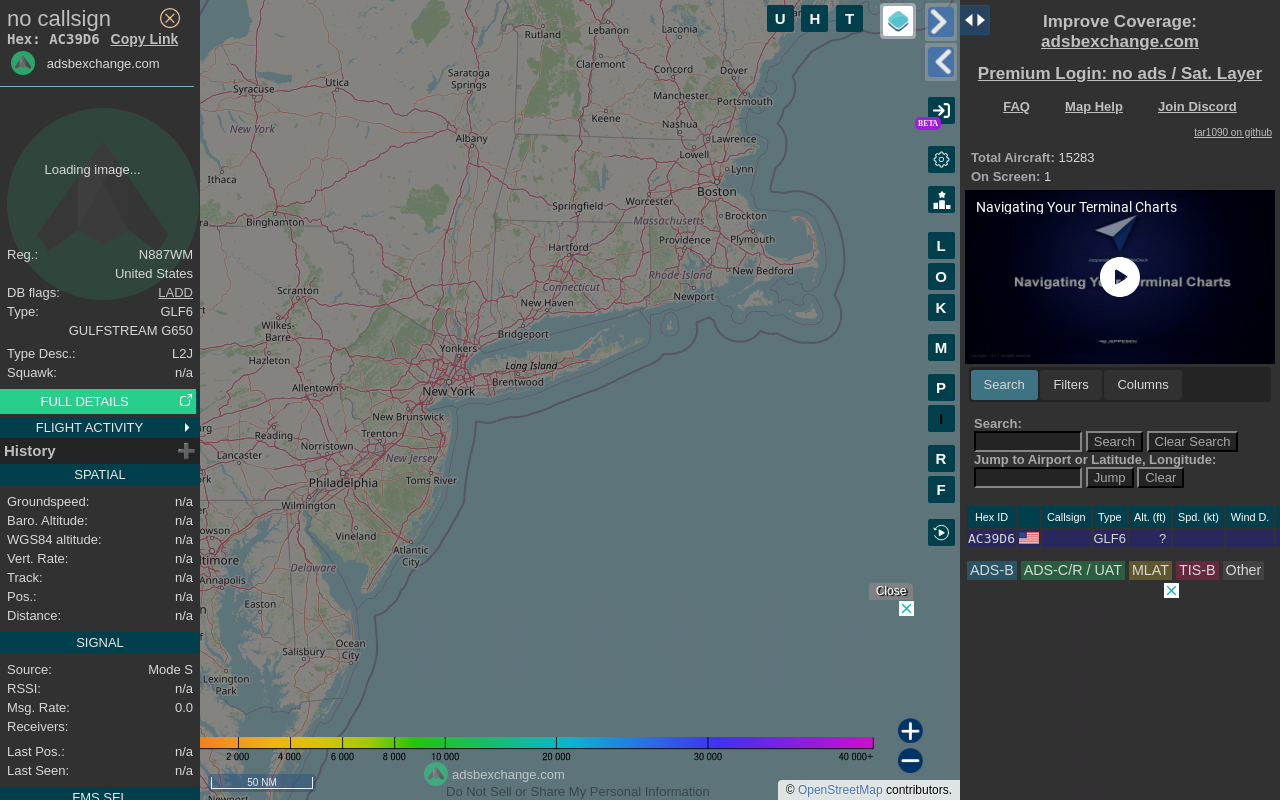 no callsign
Hex: AC39D6 Copy Link
adsbexchange.com
Loading image...
Reg.: N887WM
United States
DB flags: LADD
Type: GLF6
GULFSTREAM G650
Type Desc.: L2J
Squawk: n/a
FULL DETAILS
FLIGHT ACTIVITY
History
SPATIAL
Groundspeed: n/a
Baro. Altitude: n/a
WGS84 altitude: n/a
Vert. Rate: n/a
Track: n/a
Pos.: n/a
Distance: n/a
SIGNAL
Source: Mode S
RSSI: n/a
Msg. Rate: 0.0
Receivers:
Last Pos.: n/a
Last Seen: n/a
FMS SEL
U H T
Rutland
Lebanon
Laconia
Claremont
Concord
Dover
Saratoga
Springs
Utica
Syracuse
Manchester
Portsmouth
Keene
Nashua
New York
Albany
Lawrence
Lowell
Lynn
Ithaca
Boston
Springfield
Worcester
Binghamton
Massachusetts
Brockton
Providence
Plymouth
Hartford
Rhode Island
New Bedford
Connecticut
Newport
Scranton
New Haven
Wilkes-
Barre
Bridgeport
Yonkers
Hazleton
Long Island
Brentwood
Allentown
New York
New Brunswick
Reading
Trenton
Norristown
Lancaster
New Jersey
Philadelphia
Toms River
Wilmington
Vineland
Atlantic
City
Delaware
Annapolis
Easton
Ocean
City
Salisbury
Lexington
Park
BETA
L
O
K
M
P
I
R
F
Close
2 000 4 000 6 000 8 000 10 000 20 000 30 000 40 000+
50 NM
adsbexchange.com
Do Not Sell or Share My Personal Information
© OpenStreetMap contributors.
Improve Coverage:
adsbexchange.com
Premium Login: no ads / Sat. Layer
FAQ Map Help Join Discord
tar1090 on github
Total Aircraft: 15283
On Screen: 1
Navigating Your Terminal Charts
Search Filters Columns
Search:
Search Clear Search
Jump to Airport or Latitude, Longitude:
Jump Clear
Hex ID Callsign Type Alt. (ft) Spd. (kt) Wind D.
AC39D6 GLF6 ?
ADS-B ADS-C/R / UAT MLAT TIS-B Other